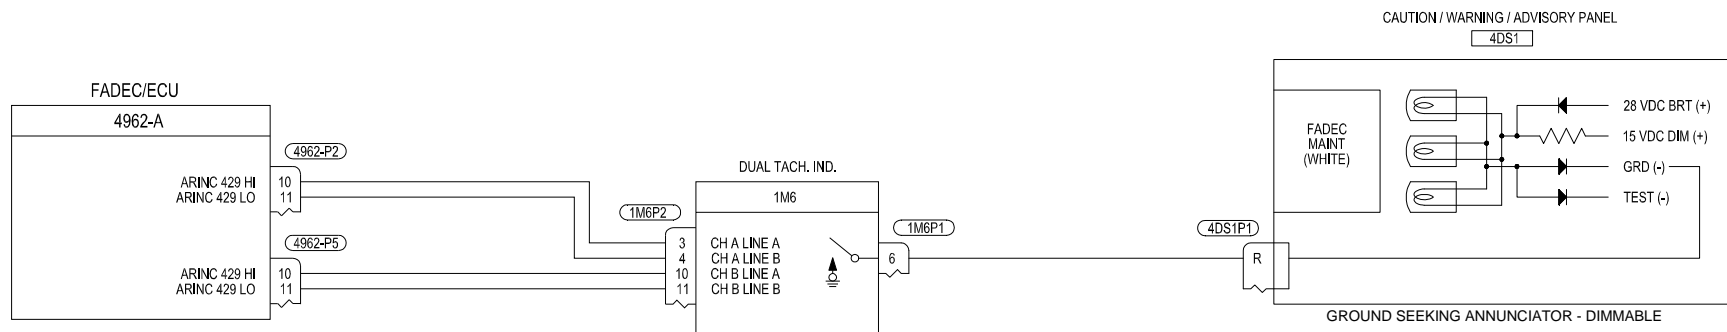 CAUTION / WARNING / ADVISORY PANEL
4DS1
FADEC/ECU
4962-A
4962-P2
ARINC 429 HI 10
ARINC 429 LO 11
4962-P5
ARINC 429 HI 10
ARINC 429 LO 11
DUAL TACH. IND.
1M6
1M6P2
3 CH A LINE A
4 CH A LINE B
10 CH B LINE A
11 CH B LINE B
1M6P1
6
4DS1P1
R
FADEC
MAINT
(WHITE)
28 VDC BRT (+)
15 VDC DIM (+)
GRD (-)
TEST (-)
GROUND SEEKING ANNUNCIATOR - DIMMABLE